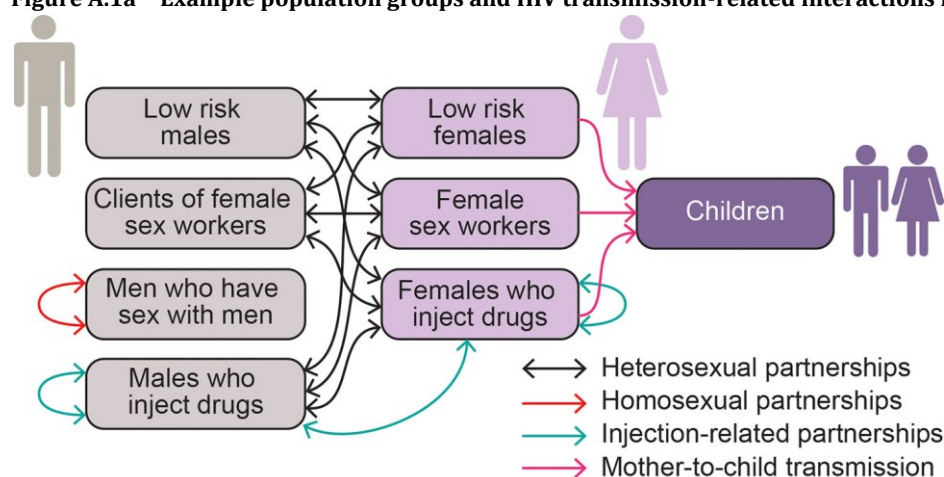 Figure A.1a Example population groups and HIV transmission-related interactions
Low risk
males
Low risk
females
Clients of female
sex workers
Female
sex workers
Children
Men who have
sex with men
Females who
inject drugs
Males who
inject drugs
Heterosexual partnerships
Homosexual partnerships
Injection-related partnerships
Mother-to-child transmission